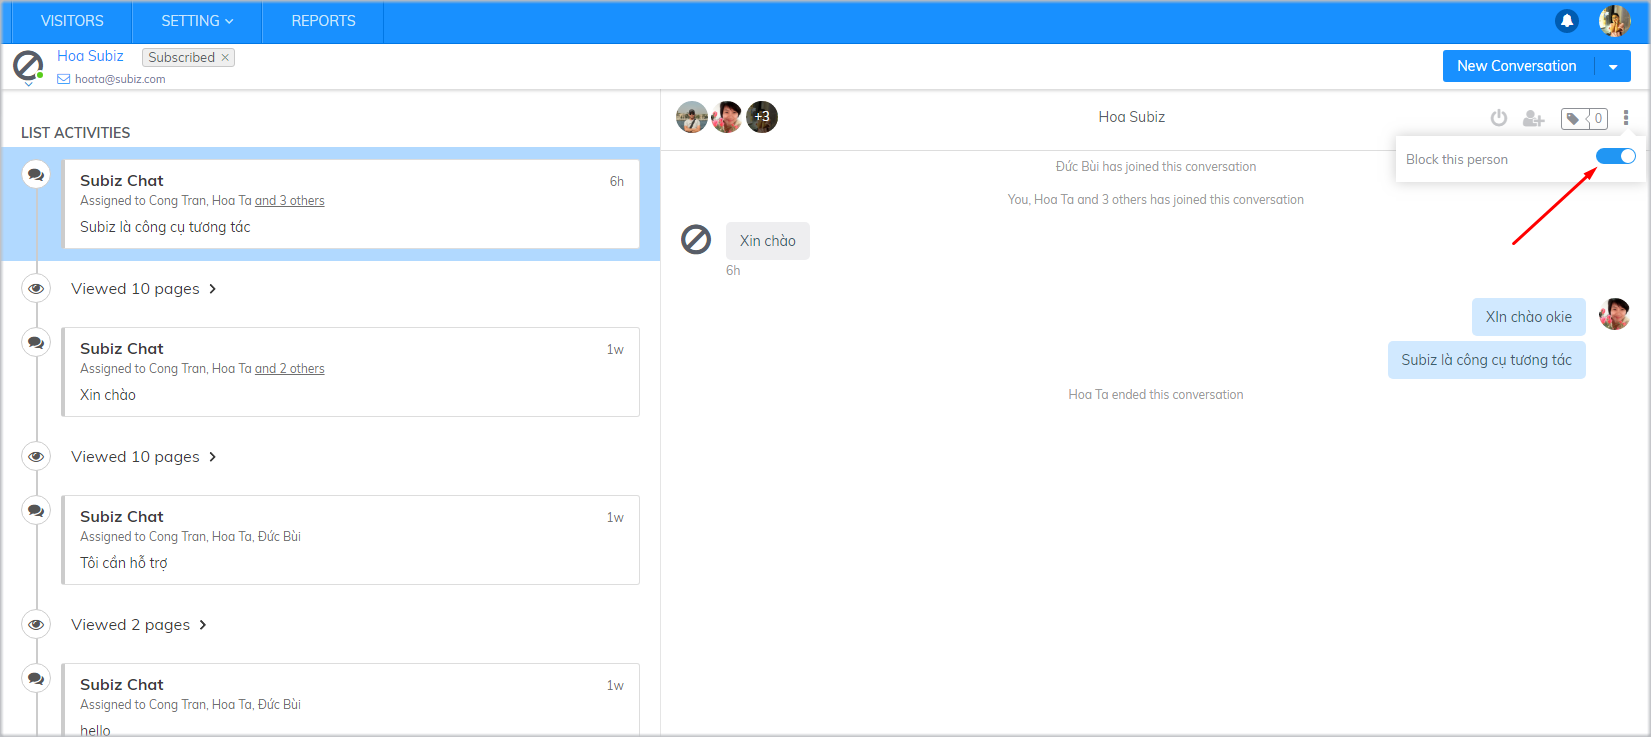 VISITORS
SETTING
REPORTS
Hoa Subiz
Subscribed ×
hoata@subiz.com
New Conversation
LIST ACTIVITIES
Subiz Chat
6h
Assigned to Cong Tran, Hoa Ta and 3 others
Subiz là công cụ tương tác
Viewed 10 pages
Subiz Chat
1w
Assigned to Cong Tran, Hoa Ta and 2 others
Xin chào
Viewed 10 pages
Subiz Chat
1w
Assigned to Cong Tran, Hoa Ta, Đức Bùi
Tôi cần hỗ trợ
Viewed 2 pages
Subiz Chat
1w
Assigned to Cong Tran, Hoa Ta, Đức Bùi
hello
+3
Hoa Subiz
0
Block this person
Đức Bùi has joined this conversation
You, Hoa Ta and 3 others has joined this conversation
Xin chào
6h
XIn chào okie
Subiz là công cụ tương tác
Hoa Ta ended this conversation